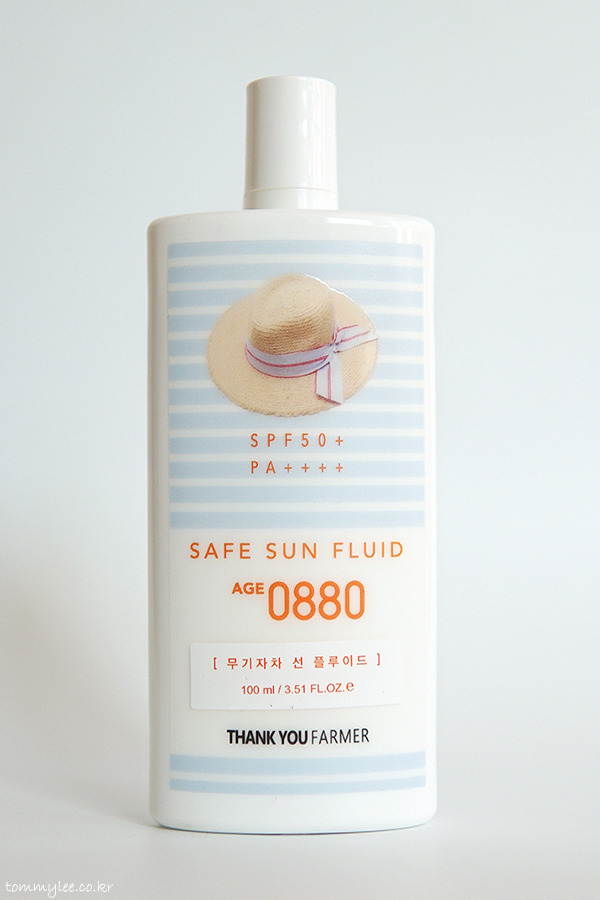 SPF50+
PA++++
SAFE SUN FLUID
AGE 0880
[ 무기자차 선 플루이드 ]
100 ml / 3.51 FL.OZ.e
THANK YOU FARMER
tommylee.co.kr